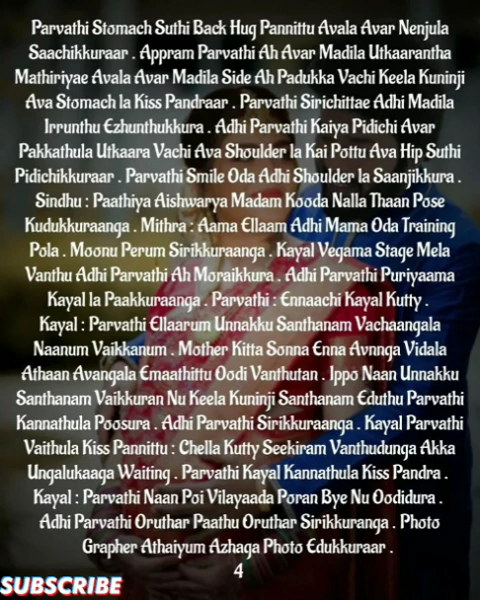 Parvathi Stomach Suthi Back Hug Pannittu Avala Avar Nenjula
Saachikkuraar . Appram Parvathi Ah Avar Madila Utkaarantha
Mathiriyae Avala Avar Madila Side Ah Padukka Vachi Keela Kuninji
Ava Stomach la Kiss Pandraar . Parvathi Sirichittae Adhi Madila
Irrunthu Ezhunthukkura . Adhi Parvathi Kaiya Pidichi Avar
Pakkathula Utkaara Vachi Ava Shoulder la Kai Pottu Ava Hip Suthi
Pidichikkuraar . Parvathi Smile Oda Adhi Shoulder la Saanjikkura .
Sindhu : Paathiya Aishwarya Madam Kooda Nalla Thaan Pose
Kudukkuraanga . Mithra : Aama Ellaam Adhi Mama Oda Training
Pola . Moonu Perum Sirikkuraanga . Kayal Vegama Stage Mela
Vanthu Adhi Parvathi Ah Moraikkura . Adhi Parvathi Puriyaama
Kayal la Paakkuraanga . Parvathi : Ennaachi Kayal Kutty .
Kayal : Parvathi Ellaarum Unnakku Santhanam Vachaangala
Naanum Vaikkanum . Mother Kitta Sonna Enna Avnnga Vidala
Athaan Avangala Emaathittu Oodi Vanthutan . Ippo Naan Unnakku
Santhanam Vaikkuran Nu Keela Kuninji Santhanam Eduthu Parvathi
Kannathula Poosura . Adhi Parvathi Sirikkuraanga . Kayal Parvathi
Vaithula Kiss Pannittu : Chella Kutty Seekiram Vanthudunga Akka
Ungalukaaga Waiting . Parvathi Kayal Kannathula Kiss Pandra .
Kayal : Parvathi Naan Poi Vilayaada Poran Bye Nu Oodidura .
Adhi Parvathi Oruthar Paathu Oruthar Sirikkuranga . Photo
Grapher Athaiyum Azhaga Photo Edukkuraar .
4
SUBSCRIBE